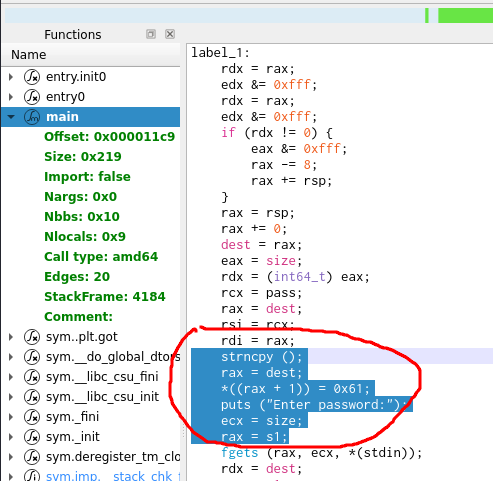 Functions
Name
entry.init0
entry0
main
Offset: 0x000011c9
Size: 0x219
Import: false
Nargs: 0x0
Nbbs: 0x10
Nlocals: 0x9
Call type: amd64
Edges: 20
StackFrame: 4184
Comment:
sym..plt.got
sym.__do_global_dtors
sym.__libc_csu_fini
sym.__libc_csu_init
sym._fini
sym._init
sym.deregister_tm_clo
sym.imp.__stack_chk_f
label_1:
rdx = rax;
edx &= 0xfff;
rdx = rax;
edx &= 0xfff;
if (rdx != 0) {
eax &= 0xfff;
rax -= 8;
rax += rsp;
}
rax = rsp;
rax += 0;
dest = rax;
eax = size;
rdx = (int64_t) eax;
rcx = pass;
rax = dest;
rsi = rcx;
rdi = rax;
strncpy ();
rax = dest;
*((rax + 1)) = 0x61;
puts ("Enter password:");
ecx = size;
rax = s1;
fgets (rax, ecx, *(stdin));
rdx = dest;